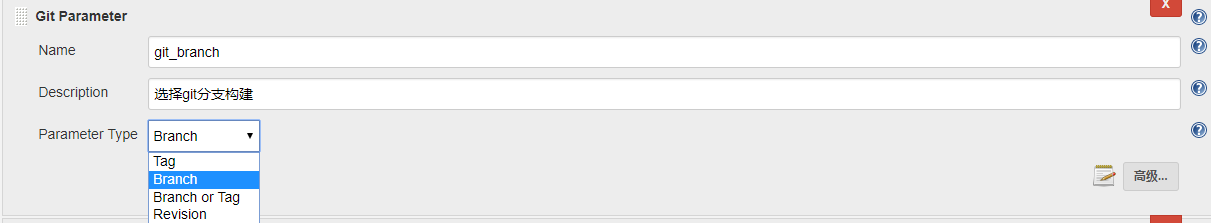 Git Parameter
X
Name
git_branch
Description
选择git分支构建
Parameter Type
Branch
Tag
Branch
Branch or Tag
Revision
高级...